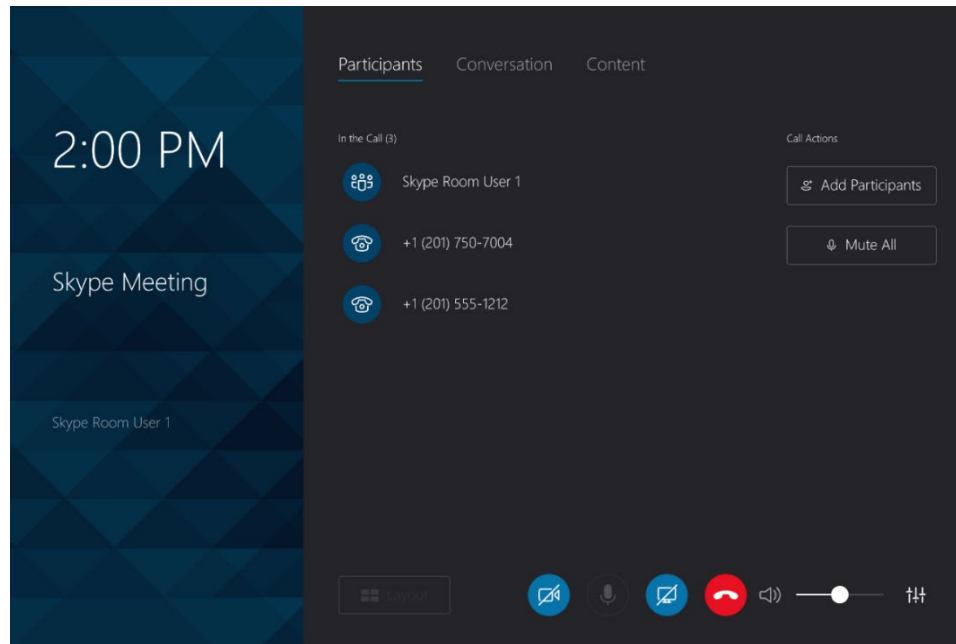 2:00 PM
Skype Meeting
Skype Room User 1
Participants Conversation Content
In the Call (3)
Skype Room User 1
+1 (201) 750-7004
+1 (201) 555-1212
Call Actions
Add Participants
Mute All
Layout